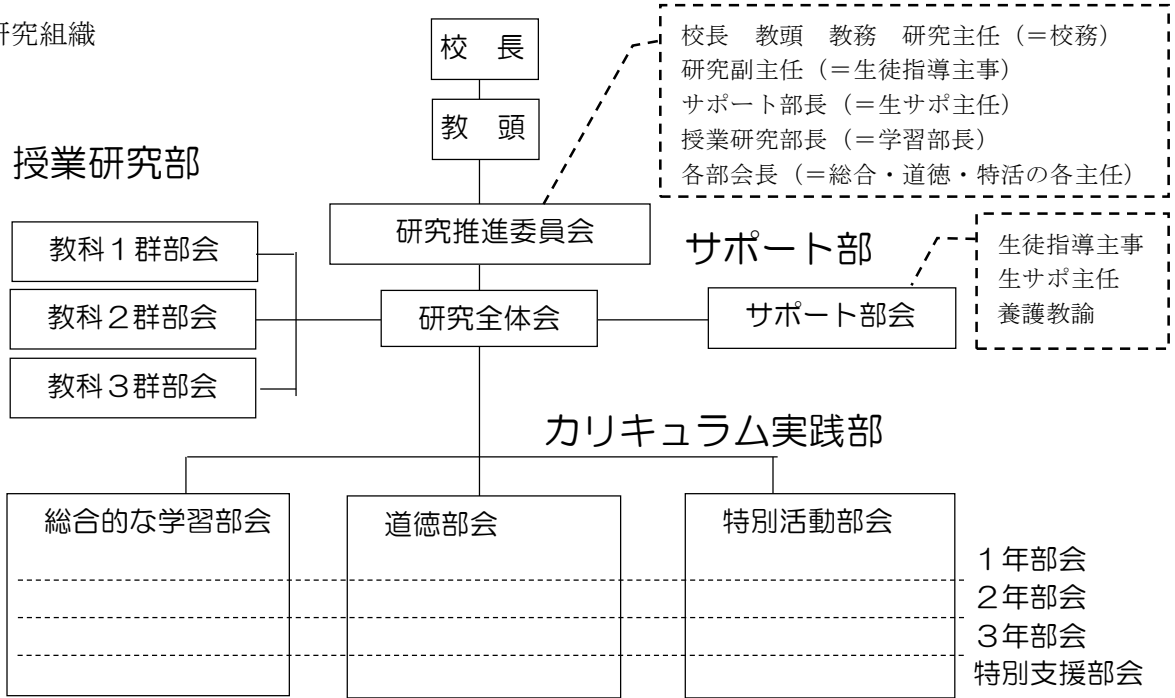 研究組織
校　長
教　頭
校長　教頭　教務　研究主任（＝校務）
研究副主任（＝生徒指導主事）
サポート部長（＝生サポ主任）
授業研究部長（＝学習部長）
各部会長（＝総合・道徳・特活の各主任）
授業研究部
研究推進委員会
サポート部
生徒指導主事
生サポ主任
養護教諭
教科１群部会
教科２群部会
教科３群部会
研究全体会
サポート部会
カリキュラム実践部
総合的な学習部会
道徳部会
特別活動部会
１年部会
２年部会
３年部会
特別支援部会